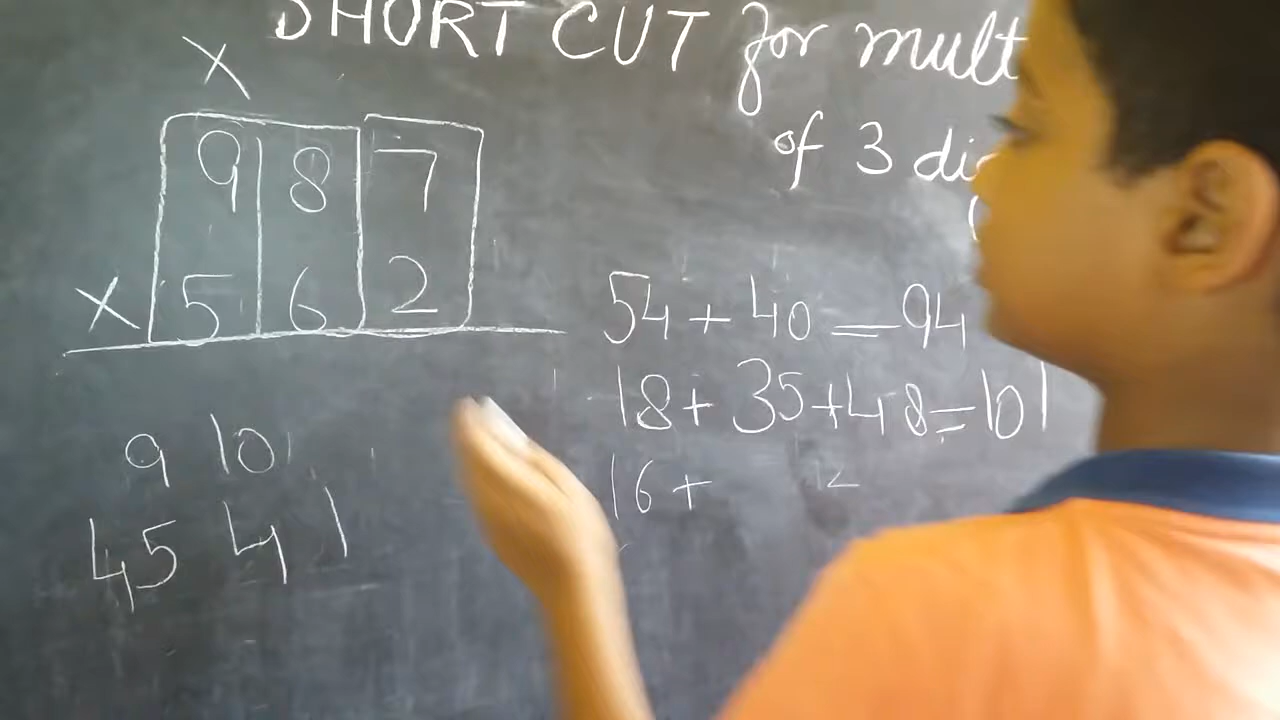 SHORT CUT for mult
of 3 di
X
9 8 7
X 5 6 2
54 + 40 = 94
18 + 35 + 48 = 101
16 +
9 10
45 4 1